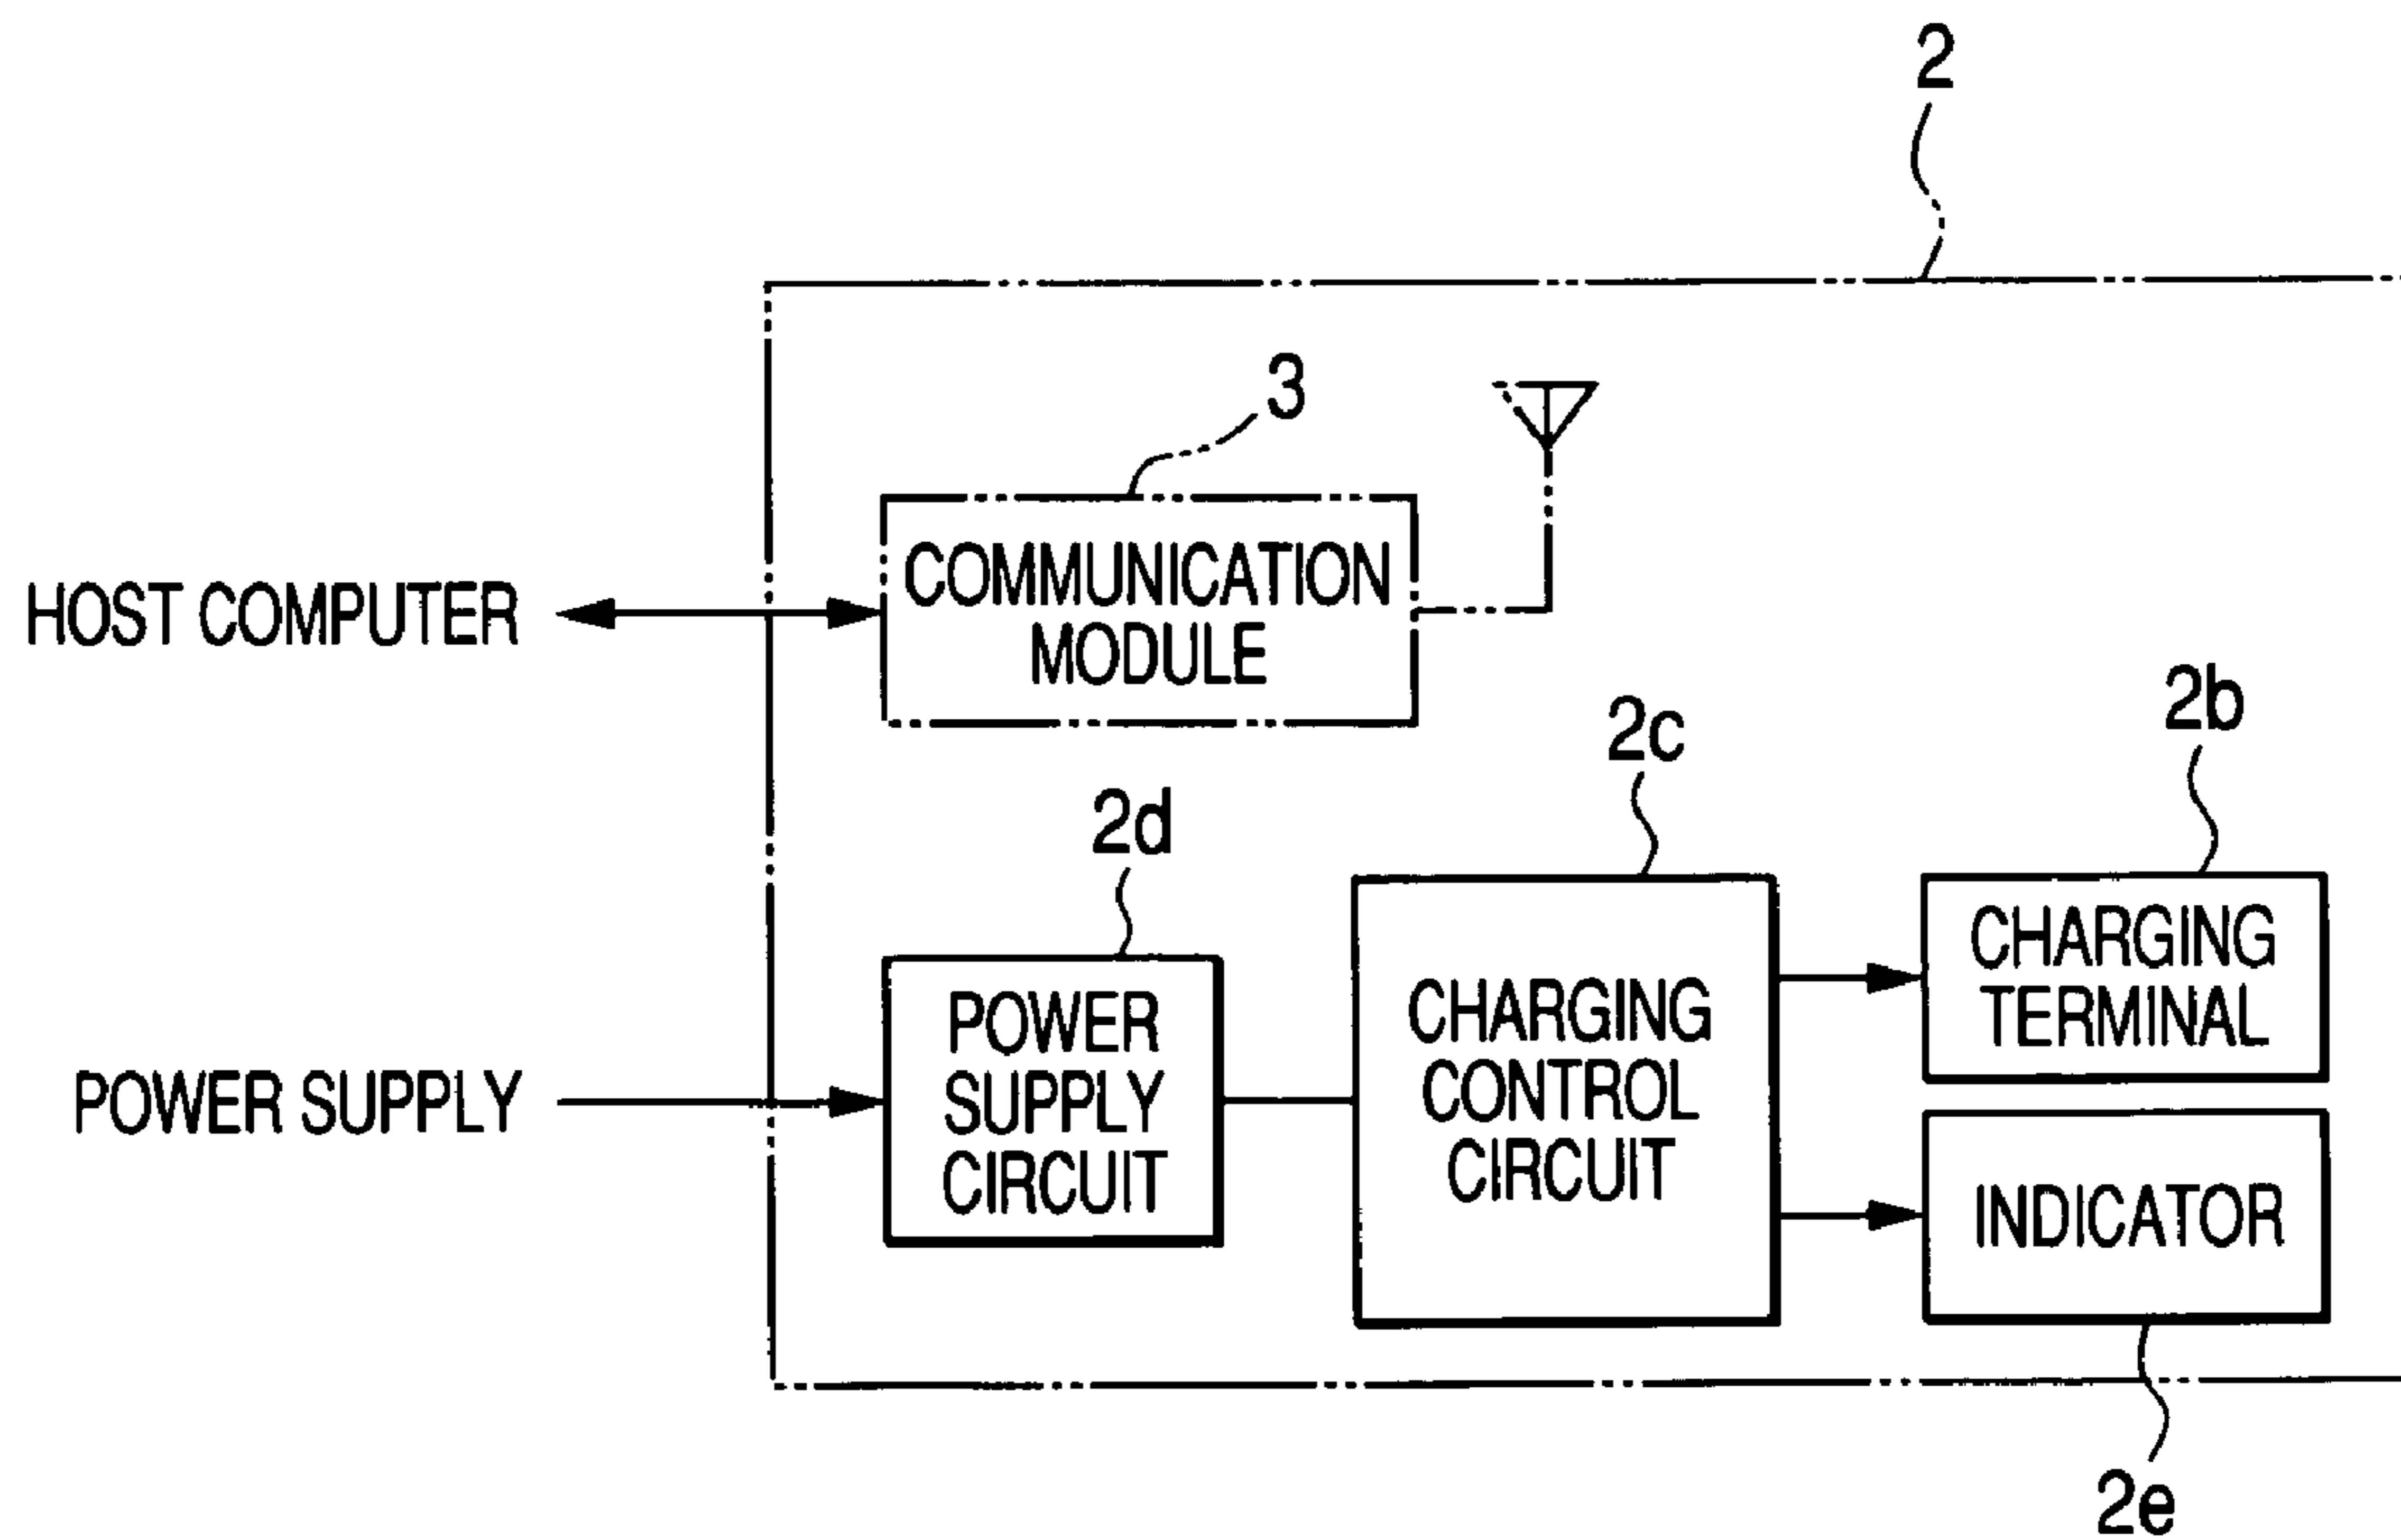 2
3
COMMUNICATION
MODULE
HOST COMPUTER
2b
2c
2d
CHARGING
TERMINAL
POWER
SUPPLY
CIRCUIT
CHARGING
CONTROL
CIRCUIT
POWER SUPPLY
INDICATOR
2e